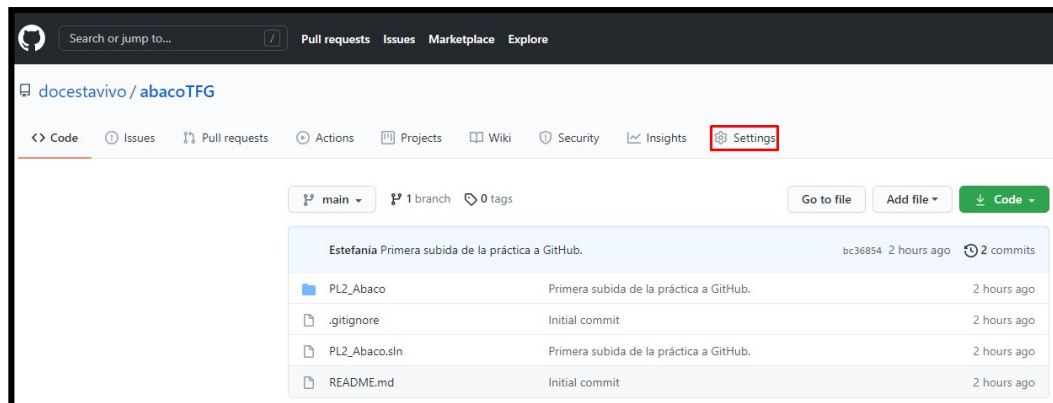 Search or jump to... / Pull requests Issues Marketplace Explore
docestavivo / abacoTFG
<> Code Issues Pull requests Actions Projects Wiki Security Insights Settings
main 1 branch 0 tags Go to file Add file Code
Estefanía Primera subida de la práctica a GitHub. bc36854 2 hours ago 2 commits
PL2_Abaco Primera subida de la práctica a GitHub. 2 hours ago
.gitignore Initial commit 2 hours ago
PL2_Abaco.sln Primera subida de la práctica a GitHub. 2 hours ago
README.md Initial commit 2 hours ago